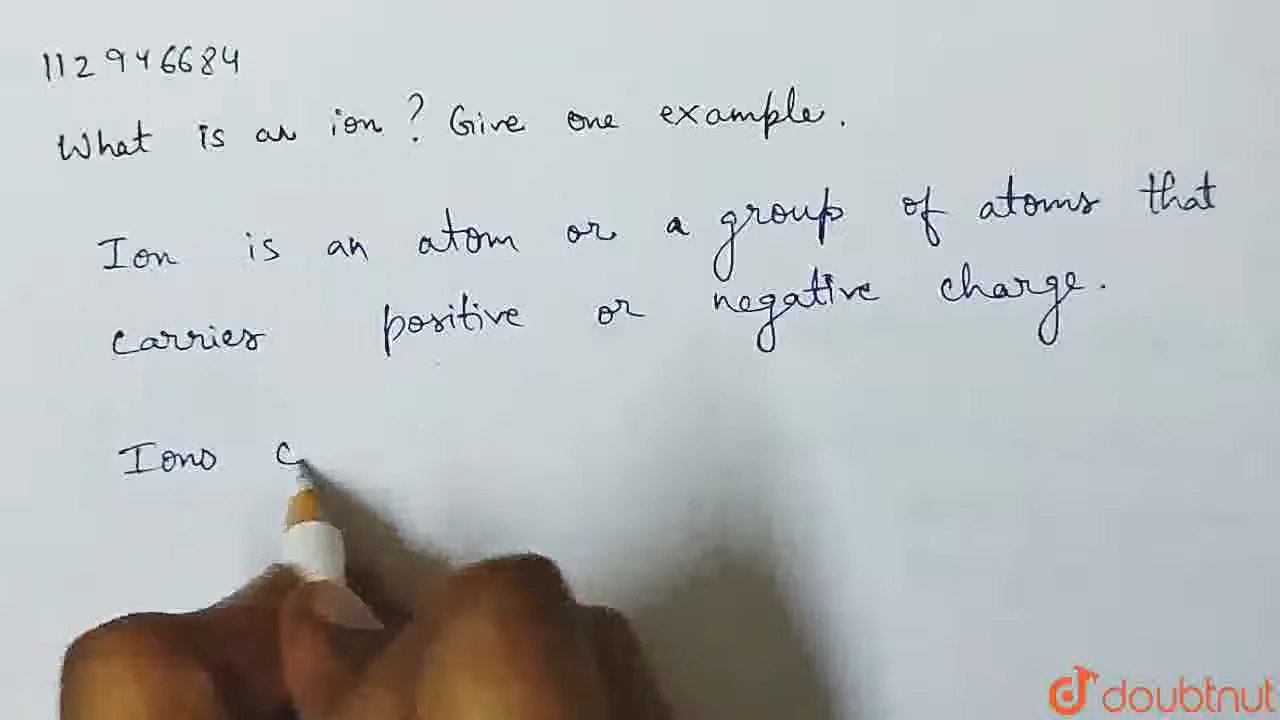 112946684
What is an ion? Give one example.
Ion is an atom or a group of atoms that
carries positive or negative charge.
Ions c
doubtnut